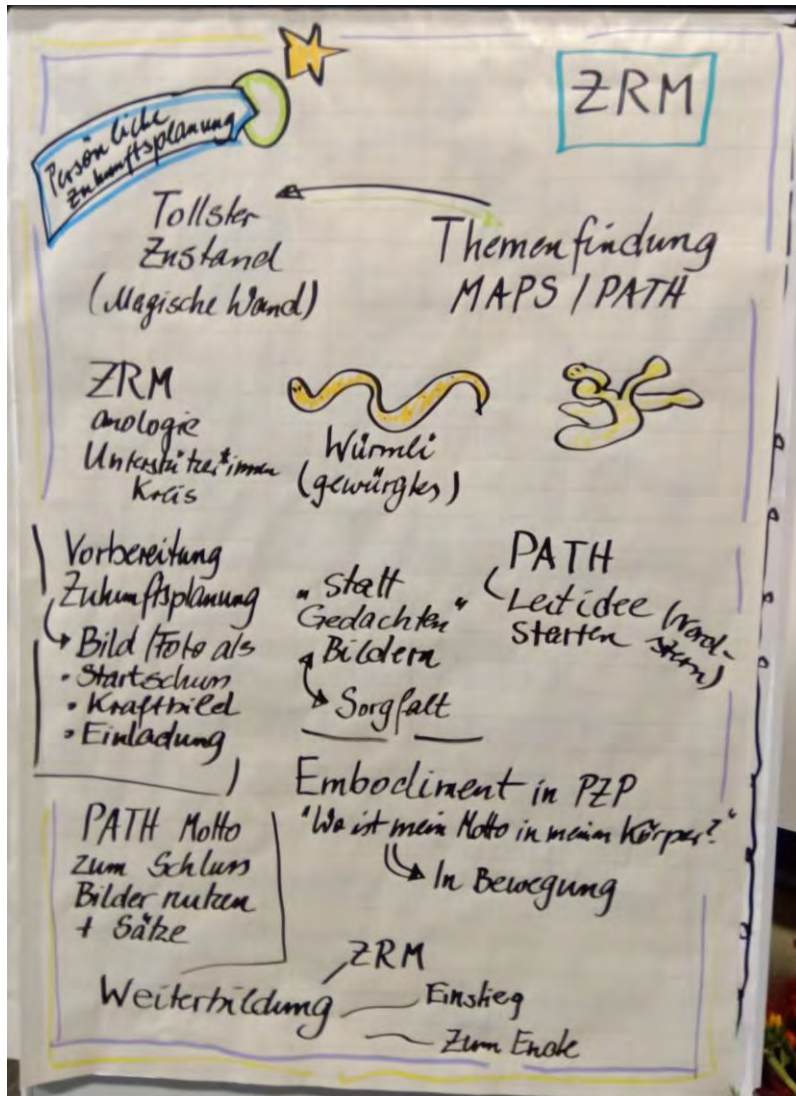 Persönliche
Zukunftsplanung
ZRM
Tollster
Zustand
(Magische Wand)
Themenfindung
MAPS / PATH
ZRM
analogie
Unterstützer*innen
Kreis
Würmli
(gewürgtes)
Vorbereitung
Zukunftsplanung
Bild / Foto als
• Startschuss
• Kraftbild
• Einladung
"Statt
Gedachten"
Bildern
Sorgfalt
PATH
Leitidee (Nord-
starten stern)
Embodiment in PZP
"Wo ist mein Motto in meinem Körper?"
In Bewegung
PATH Motto
zum Schluss
Bilder nutzen
+ Sätze
ZRM
Weiterbildung
Einstieg
Zum Ende